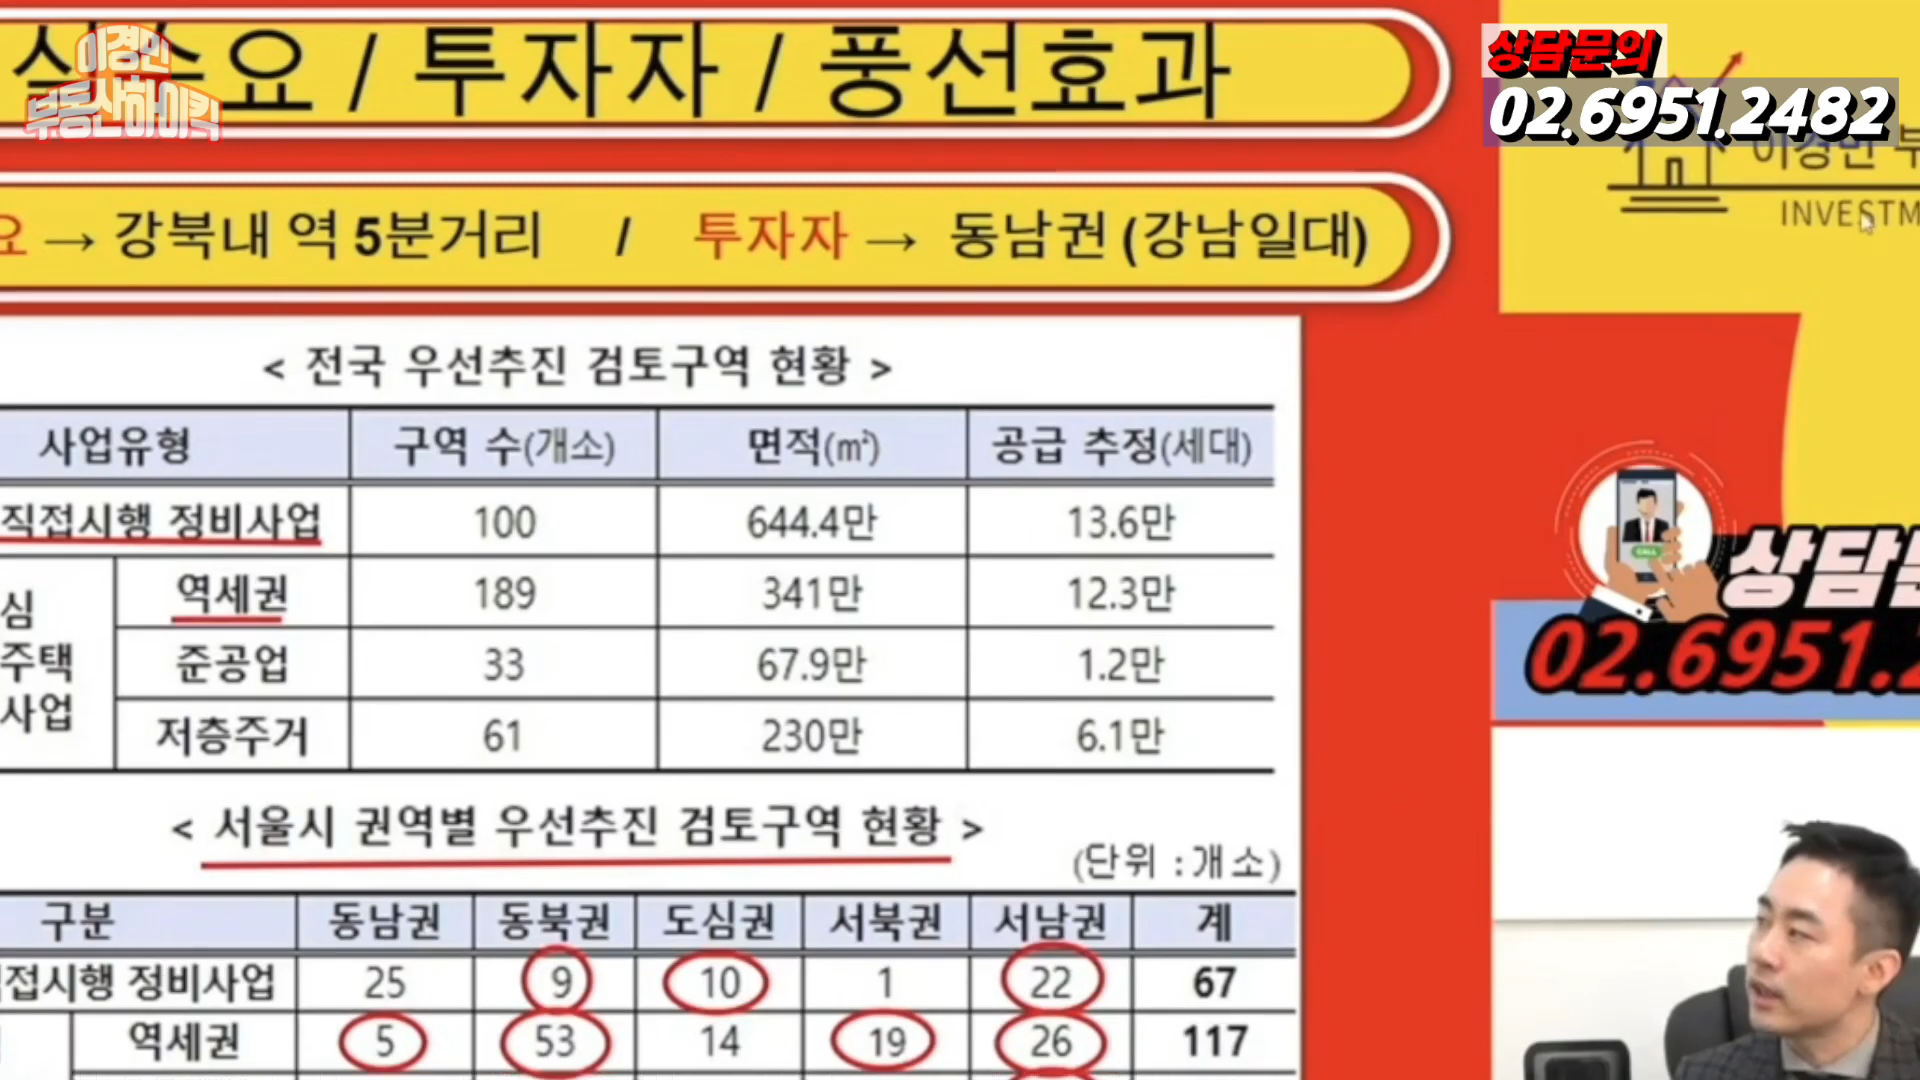 실수요 / 투자자 / 풍선효과
이경민
부동산하이킥
상담문의
02.6951.2482
이경민 부
INVESTM
요 → 강북내 역 5분거리 / 투자자 → 동남권 (강남일대)
< 전국 우선추진 검토구역 현황 >
사업유형 구역 수(개소) 면적(㎡) 공급 추정(세대)
직접시행 정비사업 100 644.4만 13.6만
심
주택
사업
역세권 189 341만 12.3만
준공업 33 67.9만 1.2만
저층주거 61 230만 6.1만
CALL
상담문
02.6951.2
< 서울시 권역별 우선추진 검토구역 현황 >
(단위 : 개소)
구분 동남권 동북권 도심권 서북권 서남권 계
접시행 정비사업 25 9 10 1 22 67
역세권 5 53 14 19 26 117